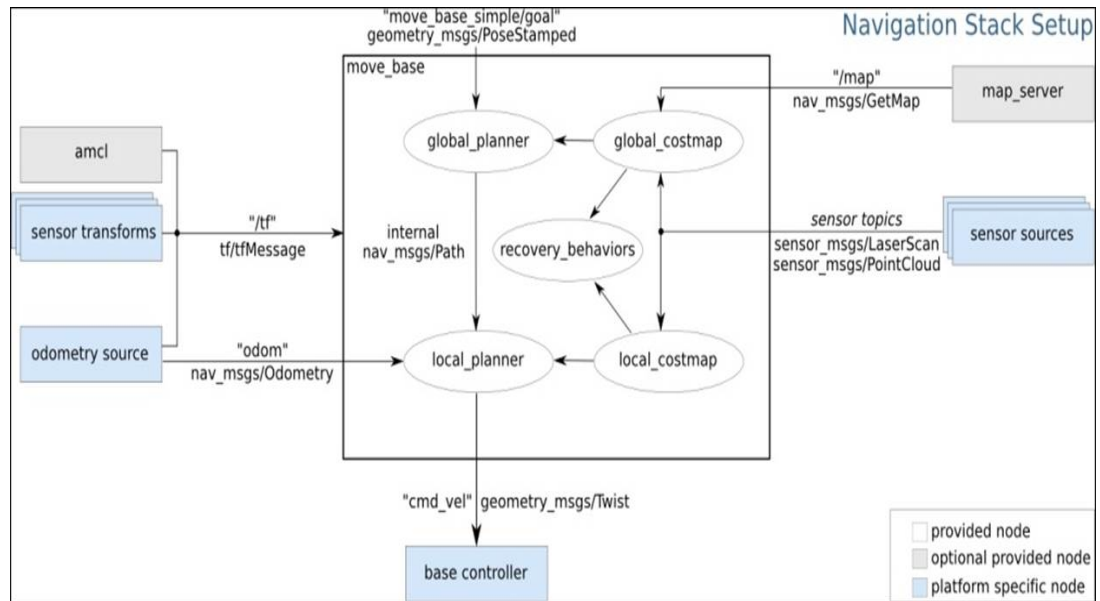 "move_base_simple/goal"
geometry_msgs/PoseStamped
Navigation Stack Setup
move_base
"/map"
nav_msgs/GetMap
map_server
amcl
global_planner
global_costmap
sensor transforms
"/tf"
tf/tfMessage
internal
nav_msgs/Path
recovery_behaviors
sensor topics
sensor_msgs/LaserScan
sensor_msgs/PointCloud
sensor sources
odometry source
"odom"
nav_msgs/Odometry
local_planner
local_costmap
"cmd_vel" geometry_msgs/Twist
base controller
provided node
optional provided node
platform specific node